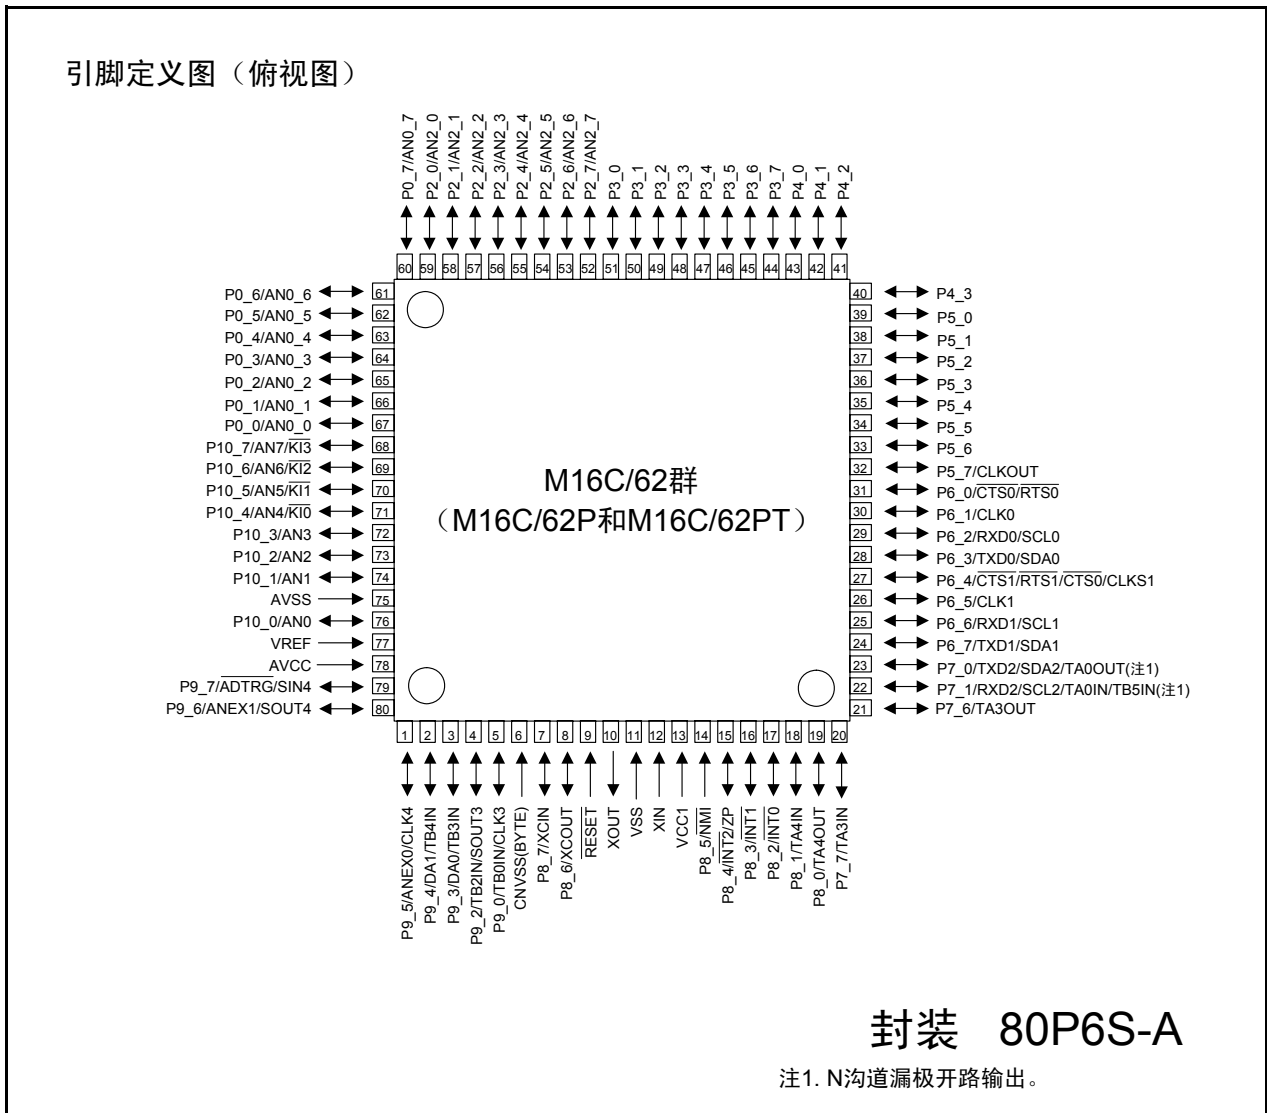 引脚定义图（俯视图）
P0_7/AN0_7
P2_0/AN2_0
P2_1/AN2_1
P2_2/AN2_2
P2_3/AN2_3
P2_4/AN2_4
P2_5/AN2_5
P2_6/AN2_6
P2_7/AN2_7
P3_0
P3_1
P3_2
P3_3
P3_4
P3_5
P3_6
P3_7
P4_0
P4_1
P4_2
60 59 58 57 56 55 54 53 52 51 50 49 48 47 46 45 44 43 42 41
P0_6/AN0_6 61
P0_5/AN0_5 62
P0_4/AN0_4 63
P0_3/AN0_3 64
P0_2/AN0_2 65
P0_1/AN0_1 66
P0_0/AN0_0 67
P10_7/AN7/KI3 68
P10_6/AN6/KI2 69
P10_5/AN5/KI1 70
P10_4/AN4/KI0 71
P10_3/AN3 72
P10_2/AN2 73
P10_1/AN1 74
AVSS 75
P10_0/AN0 76
VREF 77
AVCC 78
P9_7/ADTRG/SIN4 79
P9_6/ANEX1/SOUT4 80
M16C/62群
（M16C/62P和M16C/62PT）
40 P4_3
39 P5_0
38 P5_1
37 P5_2
36 P5_3
35 P5_4
34 P5_5
33 P5_6
32 P5_7/CLKOUT
31 P6_0/CTS0/RTS0
30 P6_1/CLK0
29 P6_2/RXD0/SCL0
28 P6_3/TXD0/SDA0
27 P6_4/CTS1/RTS1/CTS0/CLKS1
26 P6_5/CLK1
25 P6_6/RXD1/SCL1
24 P6_7/TXD1/SDA1
23 P7_0/TXD2/SDA2/TA0OUT(注1)
22 P7_1/RXD2/SCL2/TA0IN/TB5IN(注1)
21 P7_6/TA3OUT
1 2 3 4 5 6 7 8 9 10 11 12 13 14 15 16 17 18 19 20
P9_5/ANEX0/CLK4
P9_4/DA1/TB4IN
P9_3/DA0/TB3IN
P9_2/TB2IN/SOUT3
P9_0/TB0IN/CLK3
CNVSS(BYTE)
P8_7/XCIN
P8_6/XCOUT
RESET
XOUT
VSS
XIN
VCC1
P8_5/NMI
P8_4/INT2/ZP
P8_3/INT1
P8_2/INT0
P8_1/TA4IN
P8_0/TA4OUT
P7_7/TA3IN
封装 80P6S-A
注1. N沟道漏极开路输出。